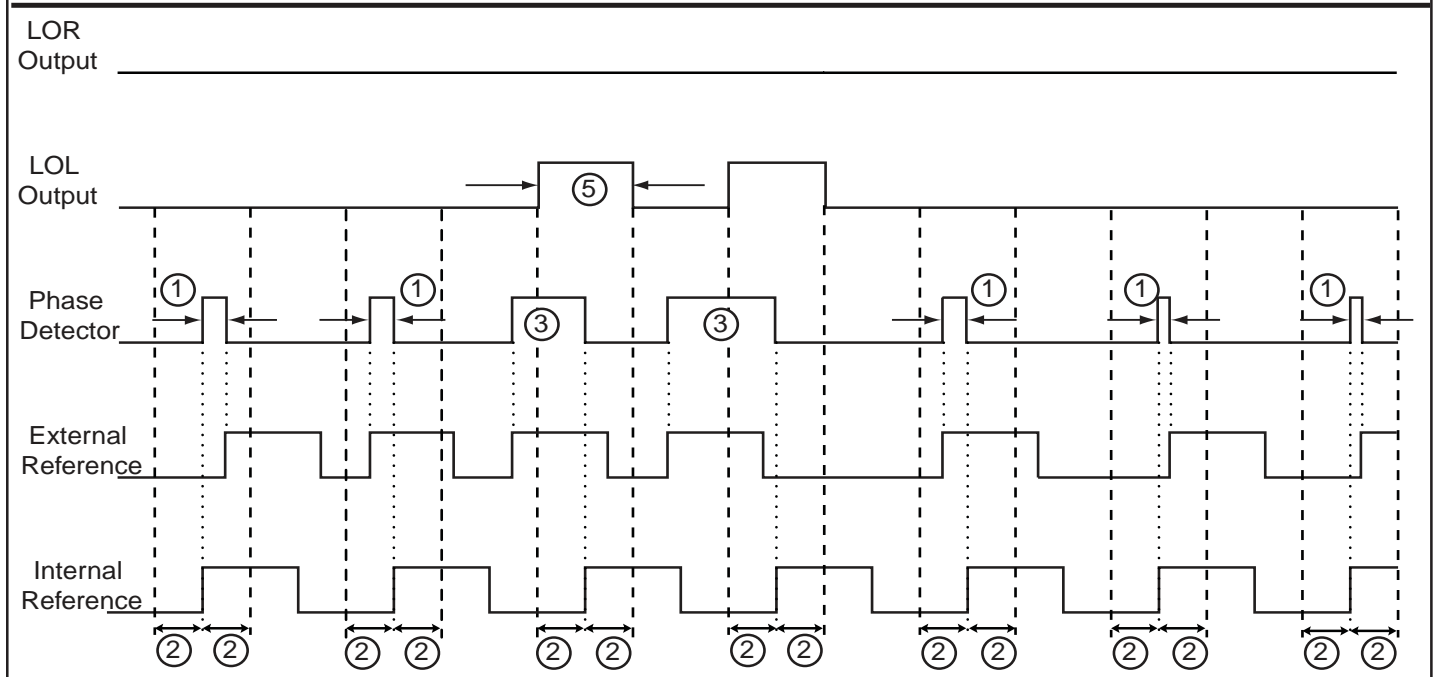 LOR
Output
LOL
Output
5
Phase
Detector
1
1
3
3
1
1
1
External
Reference
Internal
Reference
2 2 2 2 2 2 2 2 2 2 2 2 2 2